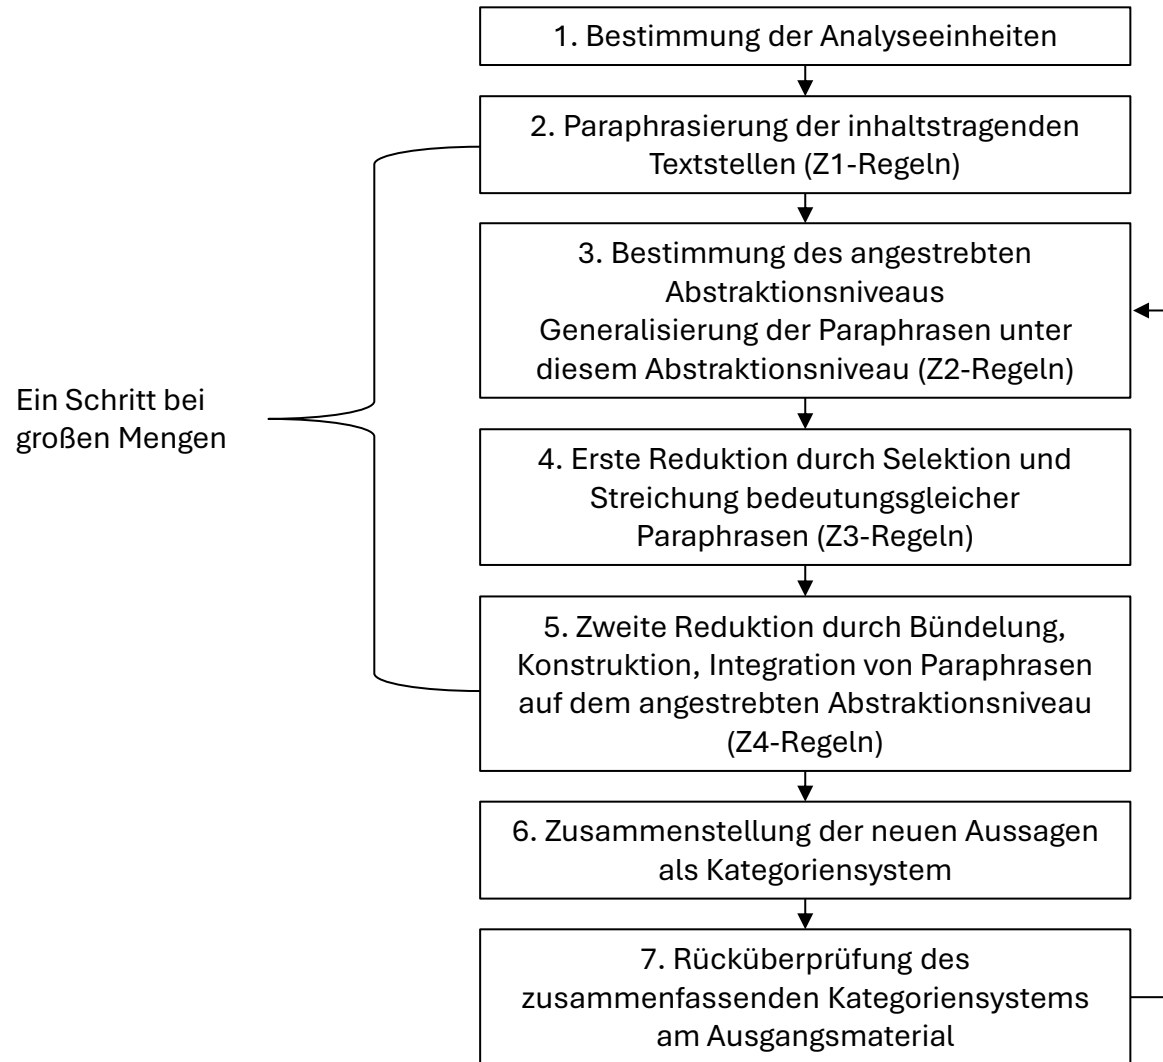 1. Bestimmung der Analyseeinheiten
2. Paraphrasierung der inhaltstragenden
Textstellen (Z1-Regeln)
3. Bestimmung des angestrebten
Abstraktionsniveaus
Generalisierung der Paraphrasen unter
diesem Abstraktionsniveau (Z2-Regeln)
Ein Schritt bei
großen Mengen
4. Erste Reduktion durch Selektion und
Streichung bedeutungsgleicher
Paraphrasen (Z3-Regeln)
5. Zweite Reduktion durch Bündelung,
Konstruktion, Integration von Paraphrasen
auf dem angestrebten Abstraktionsniveau
(Z4-Regeln)
6. Zusammenstellung der neuen Aussagen
als Kategoriensystem
7. Rücküberprüfung des
zusammenfassenden Kategoriensystems
am Ausgangsmaterial